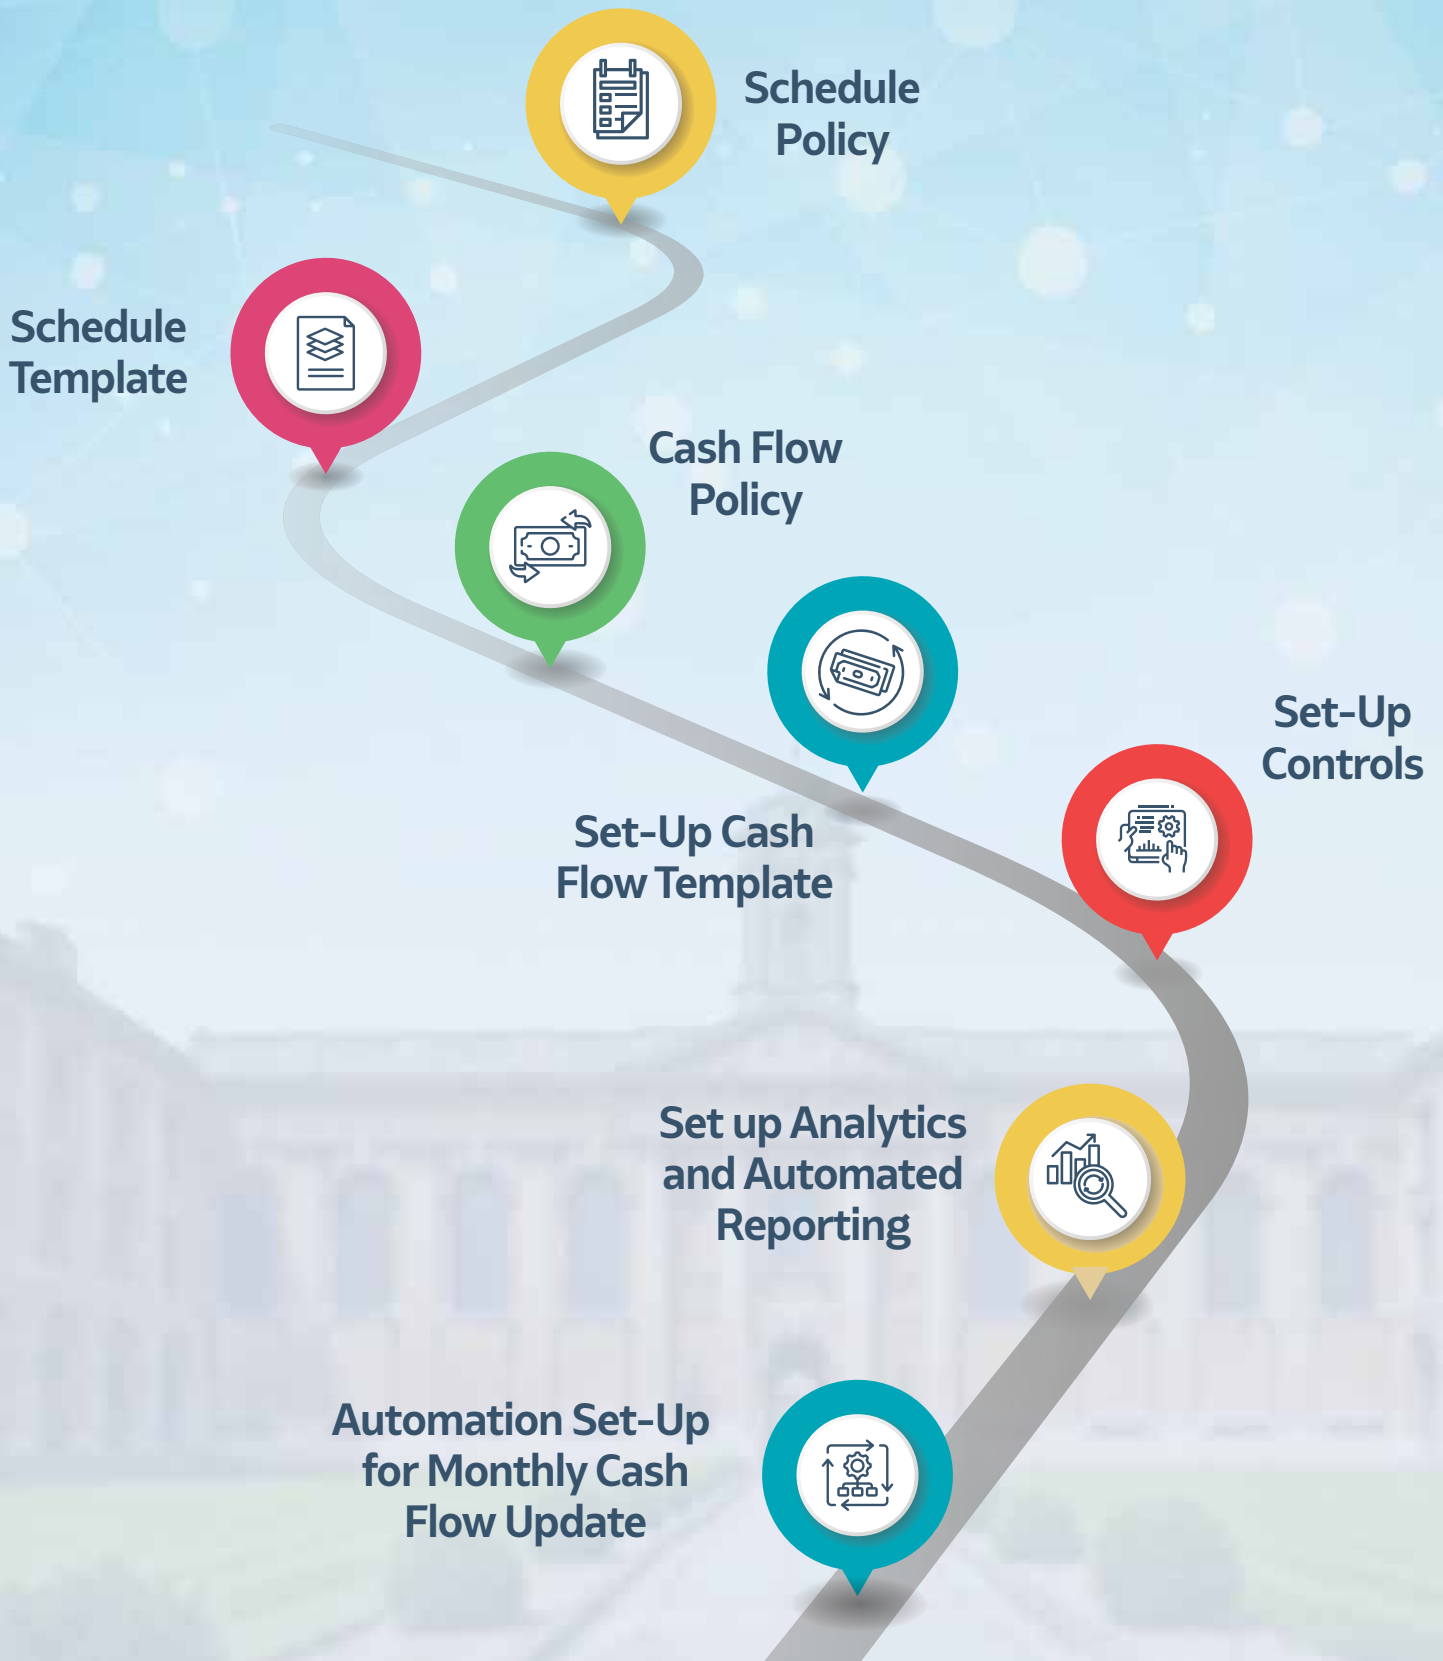 Schedule
Policy
Schedule
Template
Cash Flow
Policy
Set-Up Cash
Flow Template
Set-Up
Controls
Set up Analytics
and Automated
Reporting
Automation Set-Up
for Monthly Cash
Flow Update